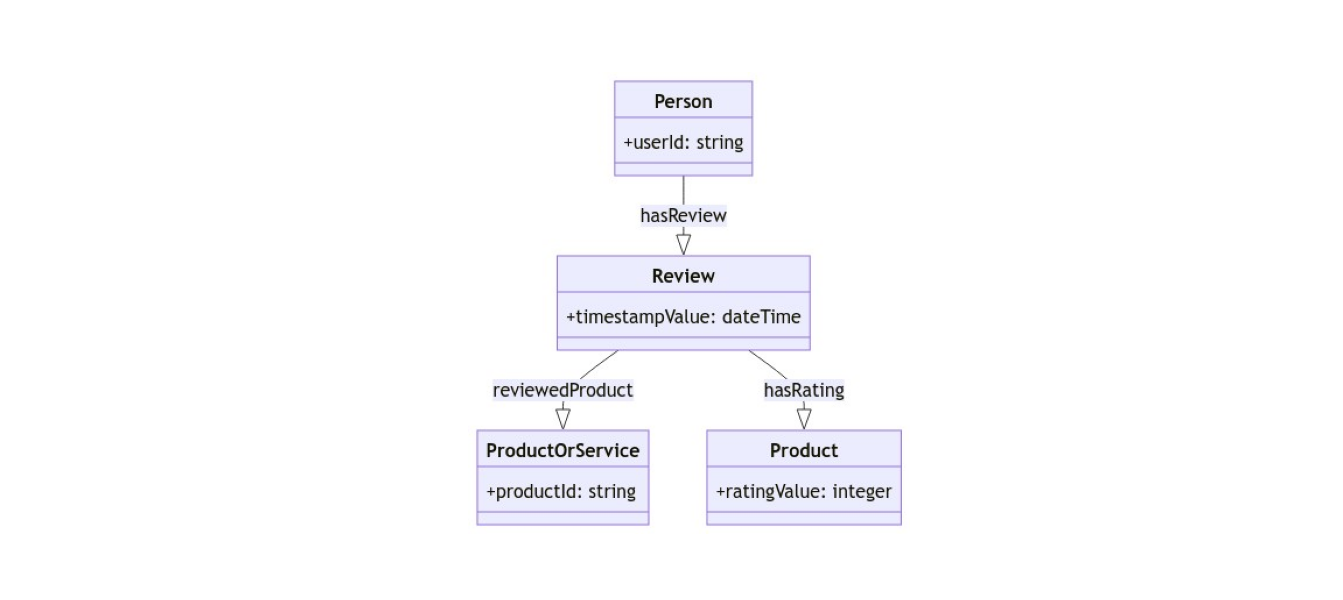 Person
+userId: string
hasReview
Review
+timestampValue: dateTime
reviewedProduct
hasRating
ProductOrService
+productId: string
Product
+ratingValue: integer